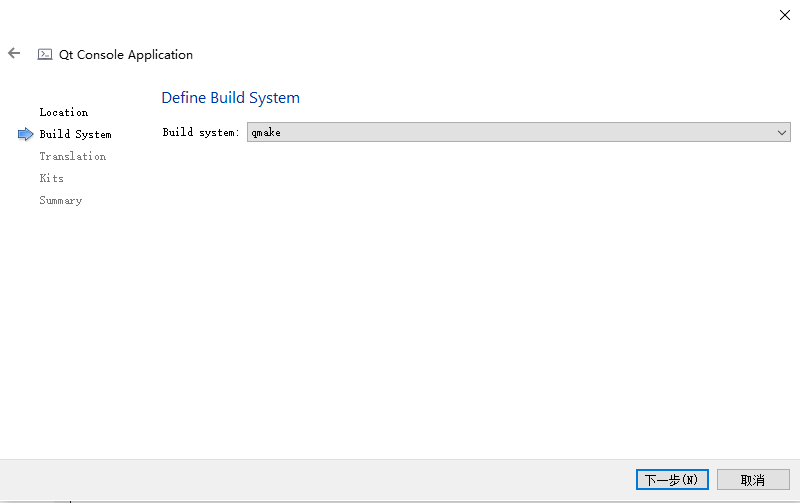 Qt Console Application
Define Build System
Location
Build System
Translation
Kits
Summary
Build system: qmake
下一步(N) 取消